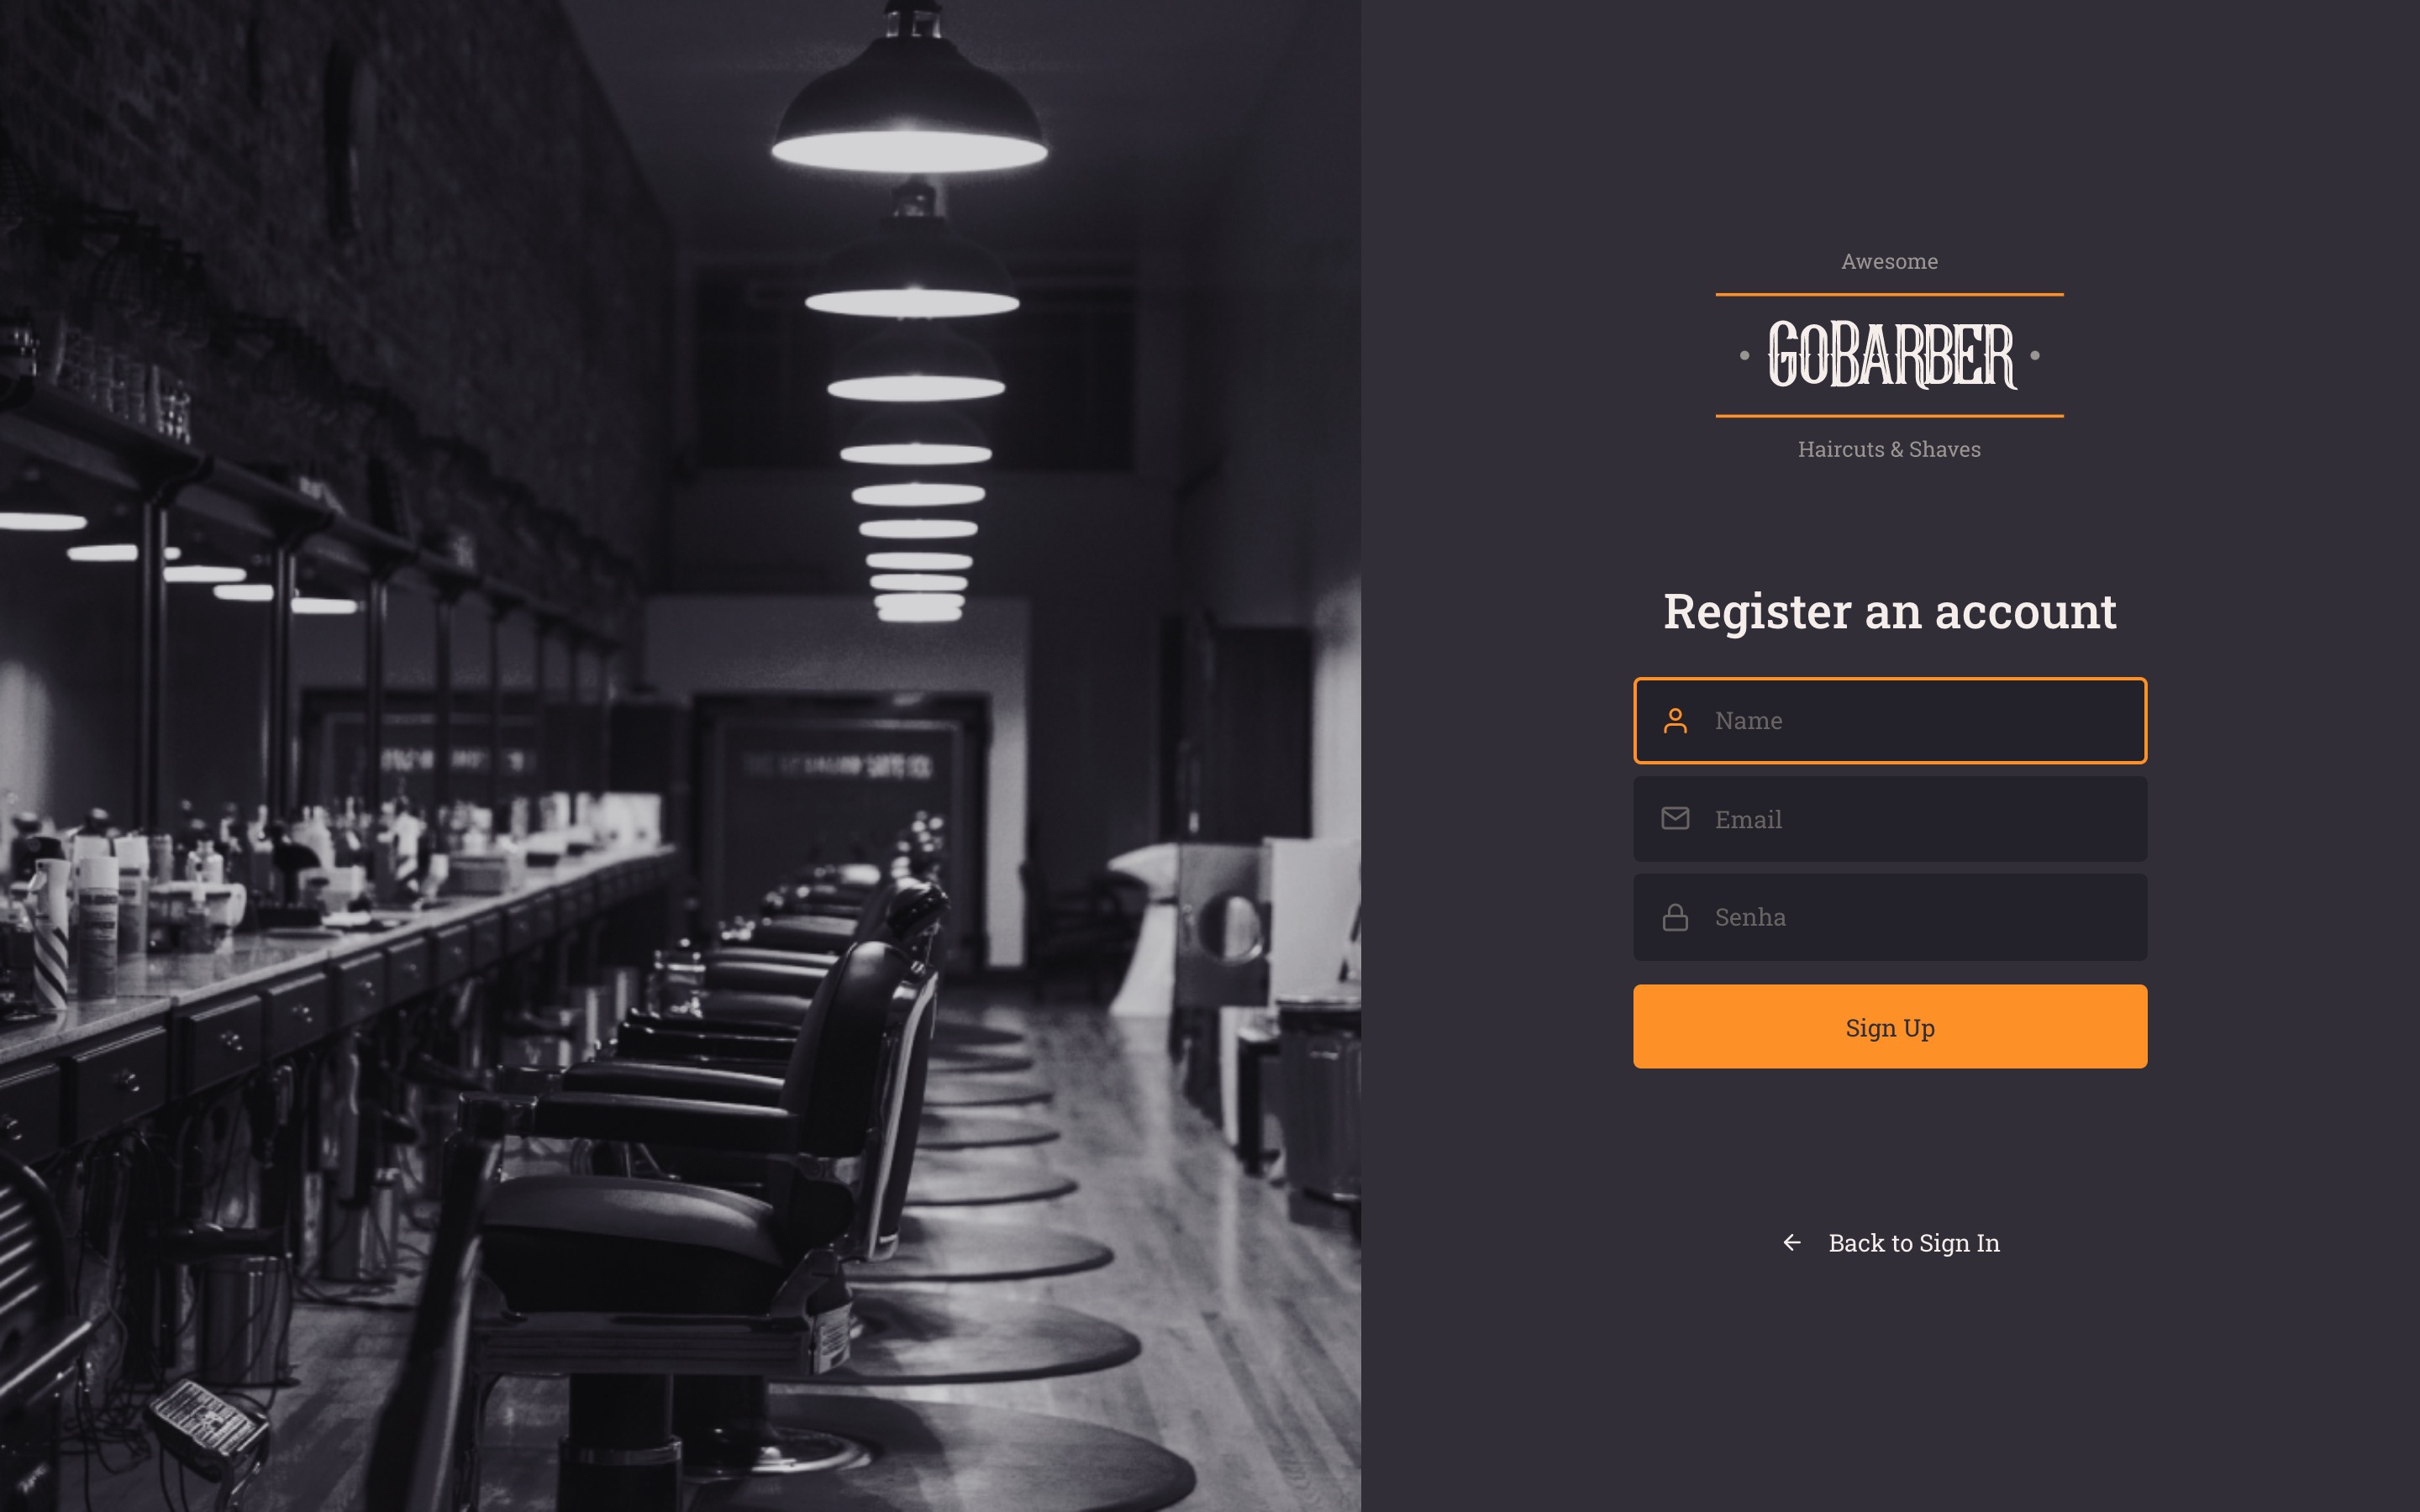 Awesome
• GOBARBER •
Haircuts & Shaves
Register an account
Name
Email
Senha
Sign Up
Back to Sign In